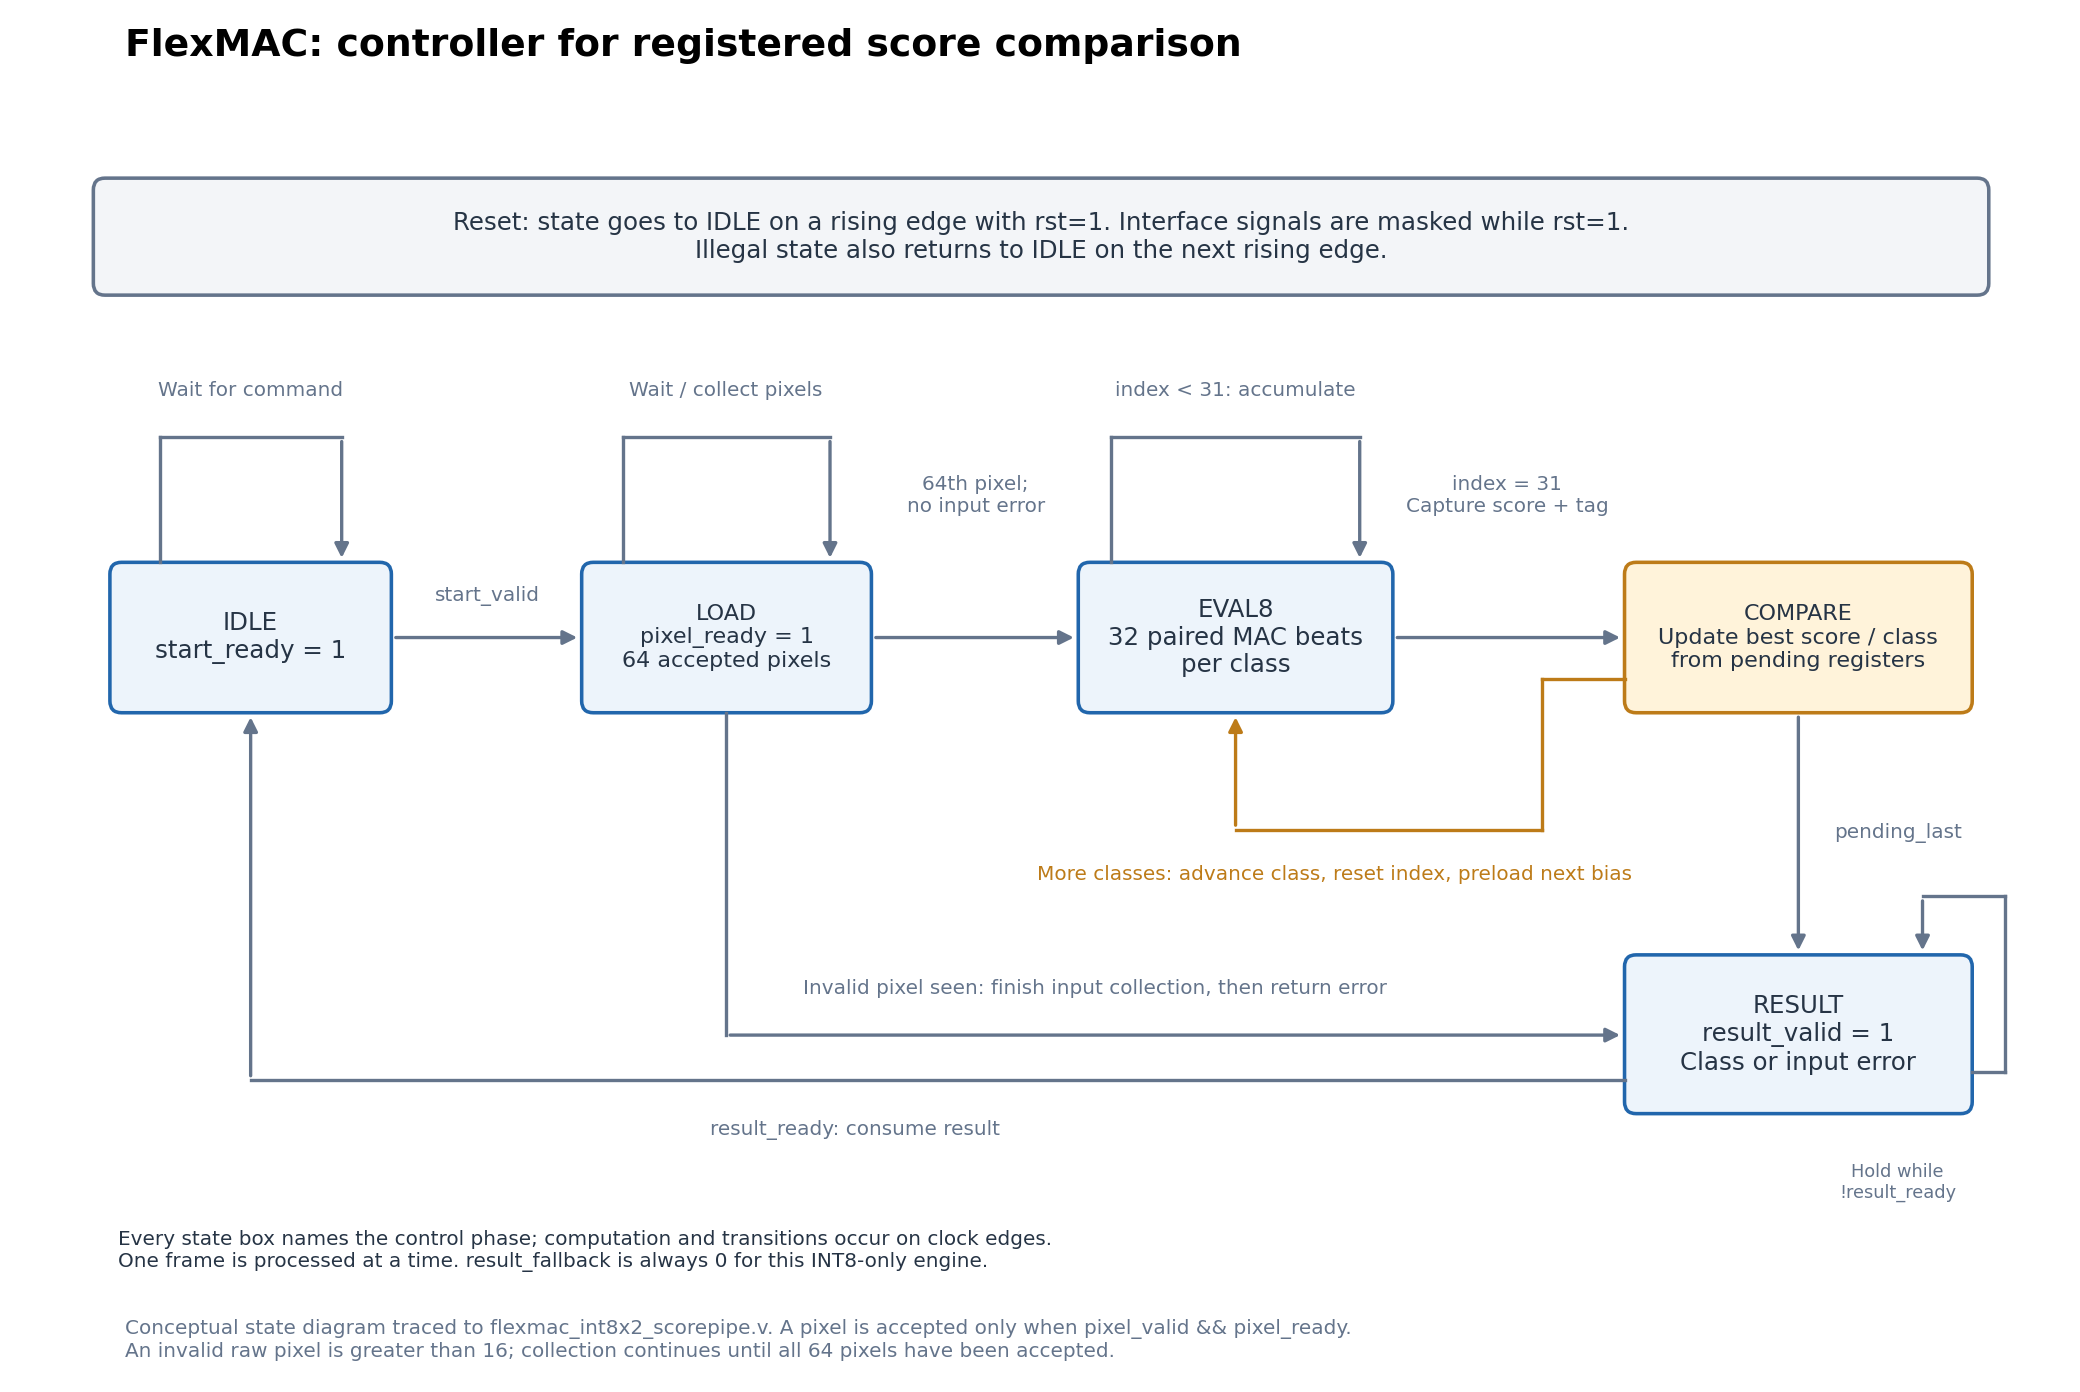 FlexMAC: controller for registered score comparison
Reset: state goes to IDLE on a rising edge with rst=1. Interface signals are masked while rst=1.
Illegal state also returns to IDLE on the next rising edge.
Wait for command
Wait / collect pixels
index < 31: accumulate
64th pixel;
no input error
index = 31
Capture score + tag
IDLE
start_ready = 1
start_valid
LOAD
pixel_ready = 1
64 accepted pixels
EVAL8
32 paired MAC beats
per class
COMPARE
Update best score / class
from pending registers
pending_last
More classes: advance class, reset index, preload next bias
Invalid pixel seen: finish input collection, then return error
RESULT
result_valid = 1
Class or input error
result_ready: consume result
Hold while
!result_ready
Every state box names the control phase; computation and transitions occur on clock edges.
One frame is processed at a time. result_fallback is always 0 for this INT8-only engine.
Conceptual state diagram traced to flexmac_int8x2_scorepipe.v. A pixel is accepted only when pixel_valid && pixel_ready.
An invalid raw pixel is greater than 16; collection continues until all 64 pixels have been accepted.